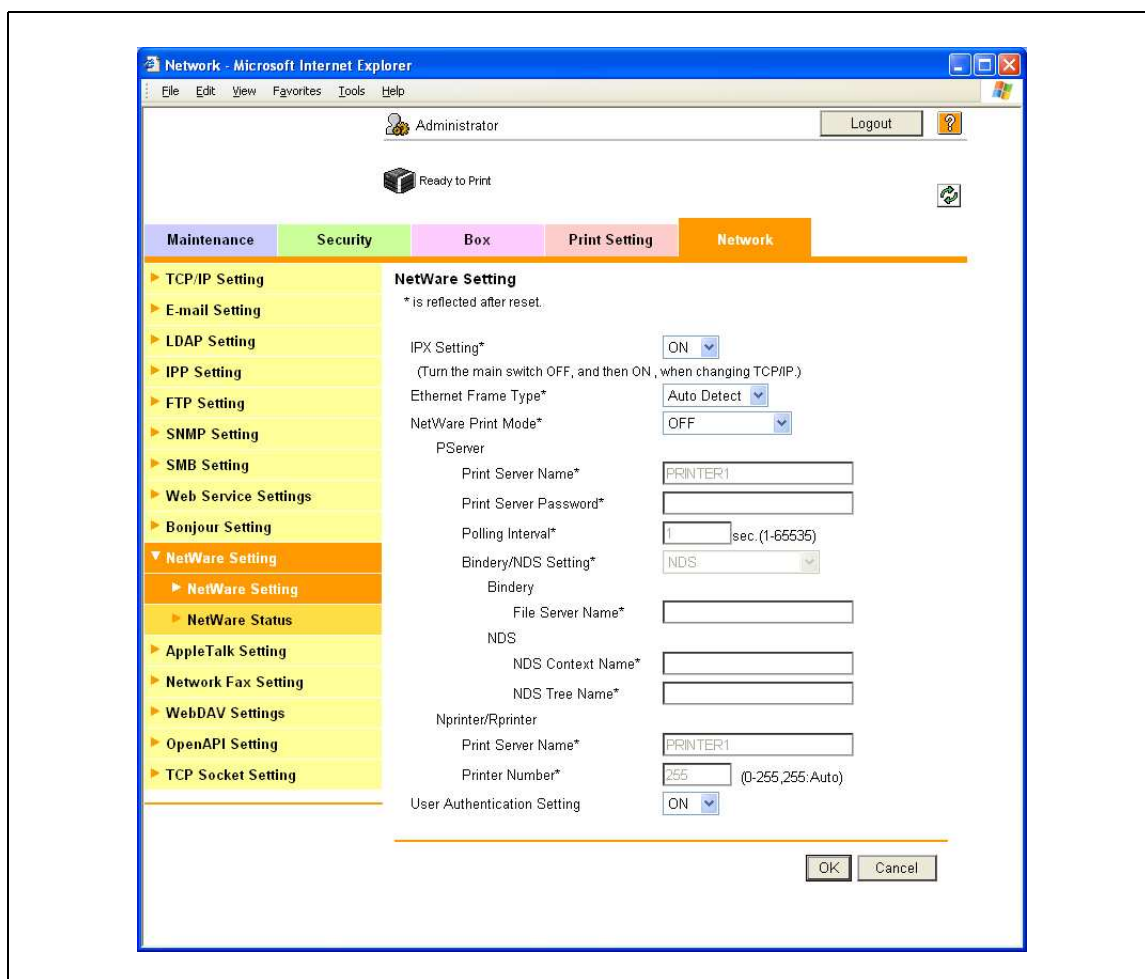 Network - Microsoft Internet Explorer
File Edit View Favorites Tools Help
Administrator
Logout
?
Ready to Print
Maintenance Security Box Print Setting Network
TCP/IP Setting
E-mail Setting
LDAP Setting
IPP Setting
FTP Setting
SNMP Setting
SMB Setting
Web Service Settings
Bonjour Setting
NetWare Setting
NetWare Setting
NetWare Status
AppleTalk Setting
Network Fax Setting
WebDAV Settings
OpenAPI Setting
TCP Socket Setting
NetWare Setting
* is reflected after reset.
IPX Setting* ON
(Turn the main switch OFF, and then ON , when changing TCP/IP.)
Ethernet Frame Type* Auto Detect
NetWare Print Mode* OFF
PServer
Print Server Name* PRINTER1
Print Server Password*
Polling Interval* 1 sec.(1-65535)
Bindery/NDS Setting* NDS
Bindery
File Server Name*
NDS
NDS Context Name*
NDS Tree Name*
Nprinter/Rprinter
Print Server Name* PRINTER1
Printer Number* 255 (0-255,255:Auto)
User Authentication Setting ON
OK Cancel